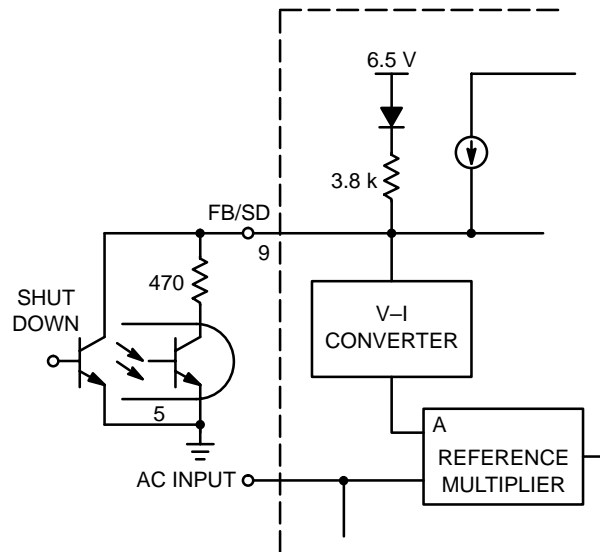 6.5 V
3.8 k
FB/SD
9
470
SHUT
DOWN
V–I
CONVERTER
5
A
REFERENCE
MULTIPLIER
AC INPUT